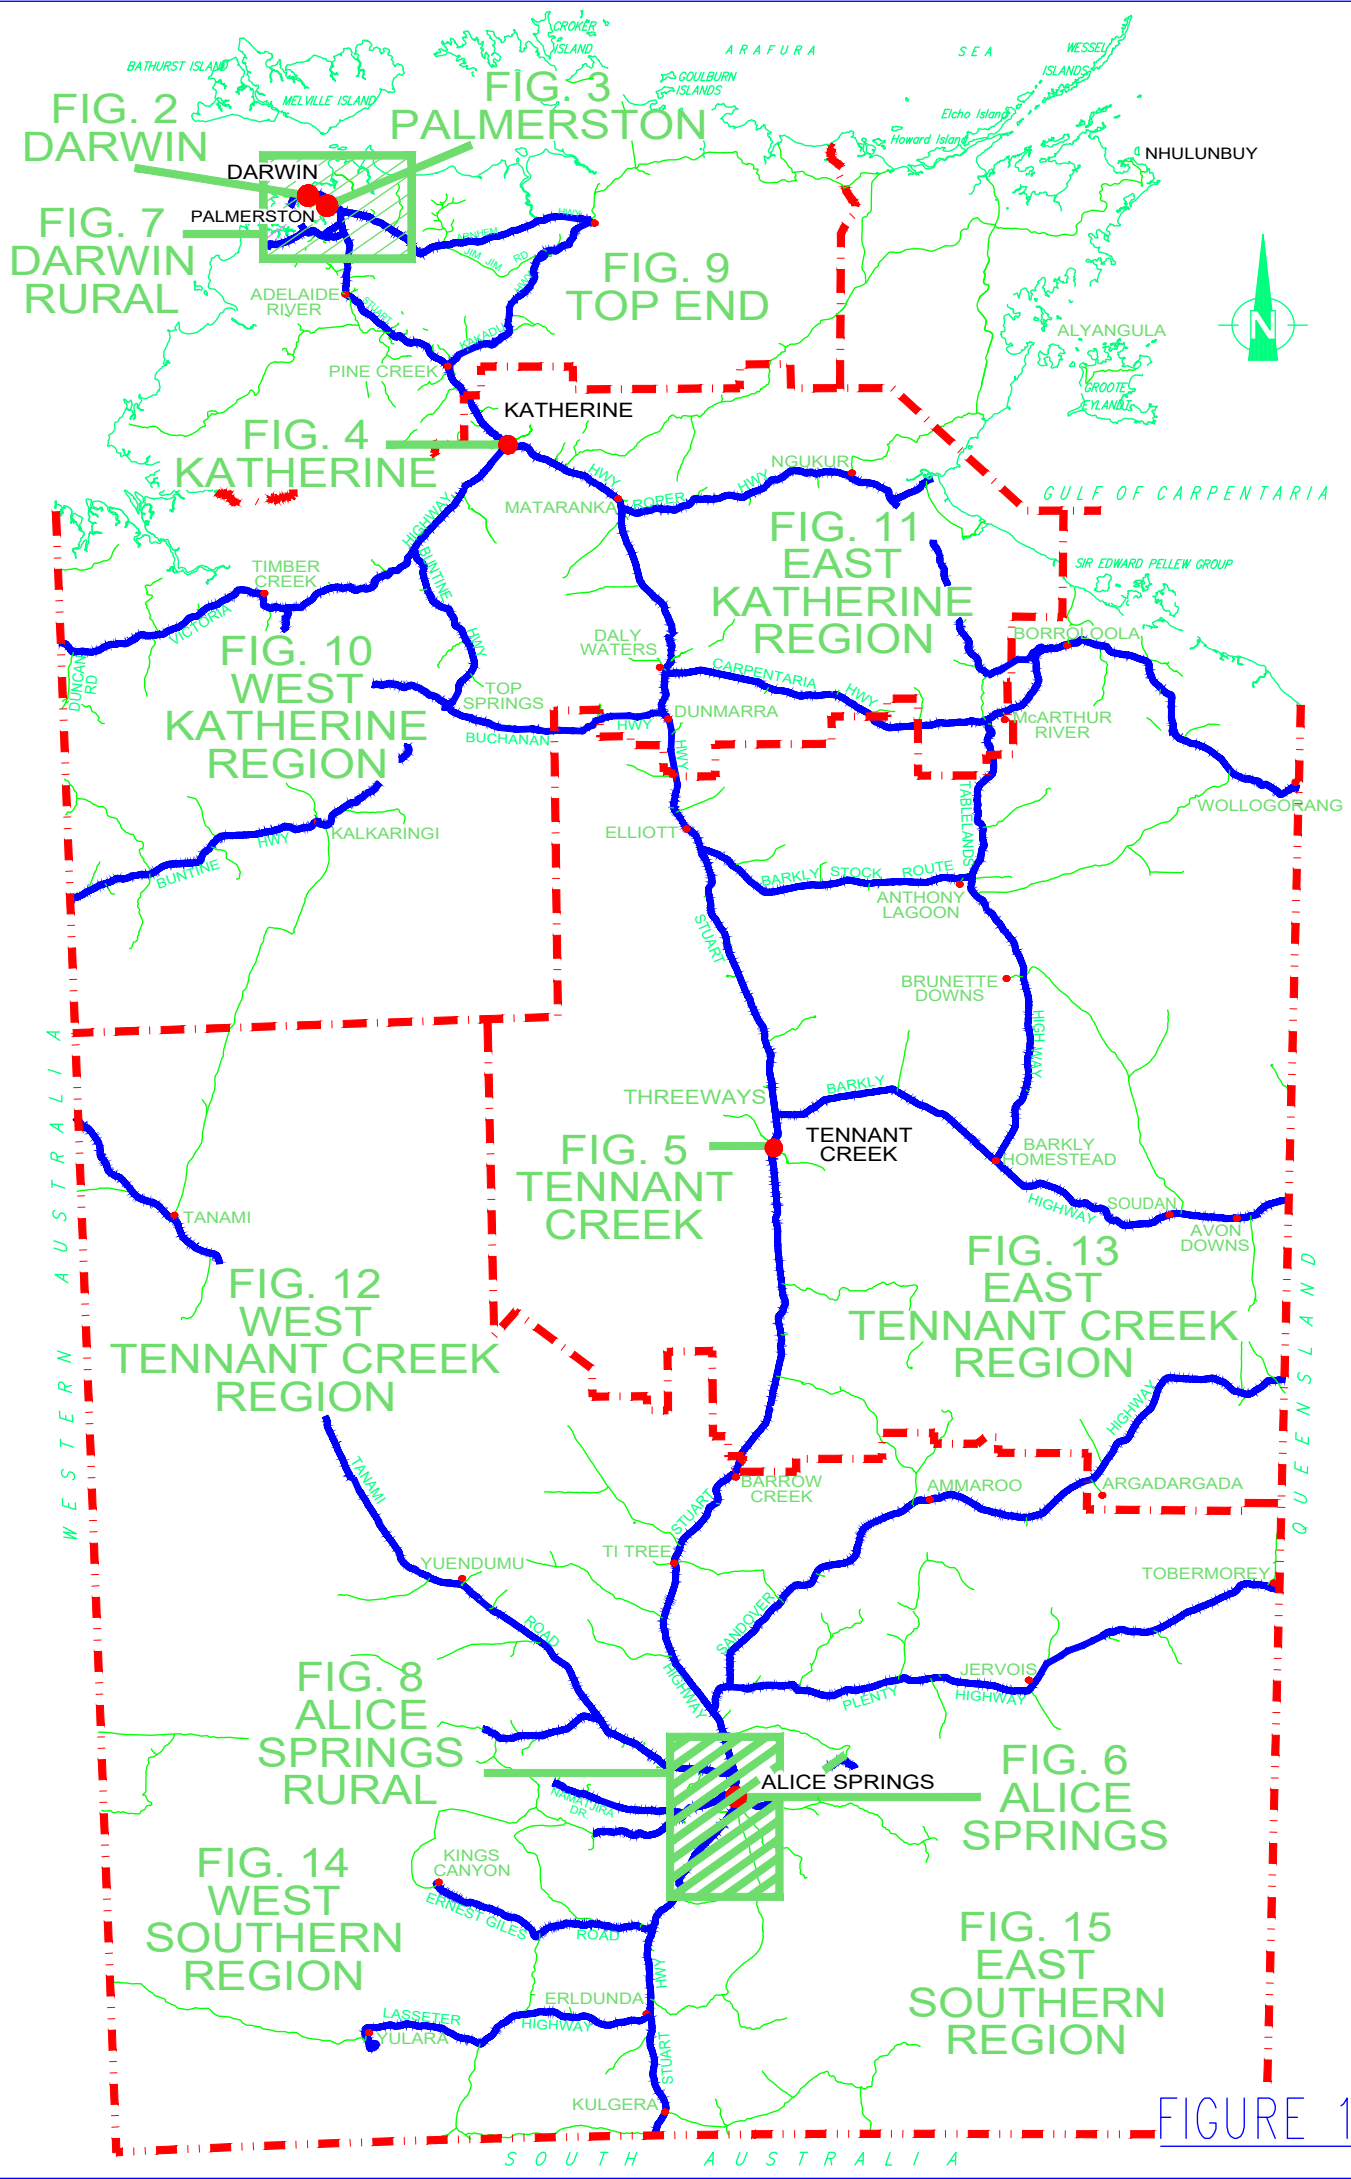 CROKER
ISLAND
ARAFURA SEA
WESSEL
ISLANDS
BATHURST ISLAND
MELVILLE ISLAND
GOULBURN
ISLANDS
Elcho Island
Howard Island
FIG. 2
DARWIN
FIG. 3
PALMERSTON
NHULUNBUY
DARWIN
PALMERSTON
FIG. 7
DARWIN
RURAL
ARNHEM
HWY
JIM JIM RD
FIG. 9
TOP END
ADELAIDE
RIVER
STUART
KAKADU
HWY
N
ALYANGULA
GROOTE
EYLANDT
PINE CREEK
KATHERINE
FIG. 4
KATHERINE
HWY
NGUKURR
MATARANKA
ROPER
HWY
GULF OF CARPENTARIA
HIGHWAY
FIG. 11
EAST
KATHERINE
REGION
SIR EDWARD PELLEW GROUP
TIMBER
CREEK
BUNTINE
HWY
VICTORIA
DUNCAN
RD
FIG. 10
WEST
KATHERINE
REGION
DALY
WATERS
BORROLOOLA
CARPENTARIA
HWY
TOP
SPRINGS
DUNMARRA
McARTHUR
RIVER
BUCHANAN
HWY
HWY
TABLELANDS
WOLLOGORANG
ELLIOTT
KALKARINGI
HWY
BUNTINE
BARKLY STOCK ROUTE
ANTHONY
LAGOON
STUART
BRUNETTE
DOWNS
HIGHWAY
WESTERN AUSTRALIA
THREEWAYS
BARKLY
TENNANT
CREEK
FIG. 5
TENNANT
CREEK
BARKLY
HOMESTEAD
HIGHWAY
SOUDAN
AVON
DOWNS
TANAMI
FIG. 13
EAST
TENNANT CREEK
REGION
QUEENSLAND
FIG. 12
WEST
TENNANT CREEK
REGION
HIGHWAY
TANAMI
BARROW
CREEK
AMMAROO
ARGADARGADA
STUART
TI TREE
YUENDUMU
TOBERMOREY
SANDOVER
ROAD
HIGHWAY
JERVOIS
PLENTY
HIGHWAY
FIG. 8
ALICE
SPRINGS
RURAL
ALICE SPRINGS
FIG. 6
ALICE
SPRINGS
NAMATJIRA
DR.
KINGS
CANYON
FIG. 14
WEST
SOUTHERN
REGION
ERNEST GILES
ROAD
FIG. 15
EAST
SOUTHERN
REGION
HWY
ERLDUNDA
LASSETER
HIGHWAY
YULARA
STUART
KULGERA
FIGURE 1
SOUTH AUSTRALIA